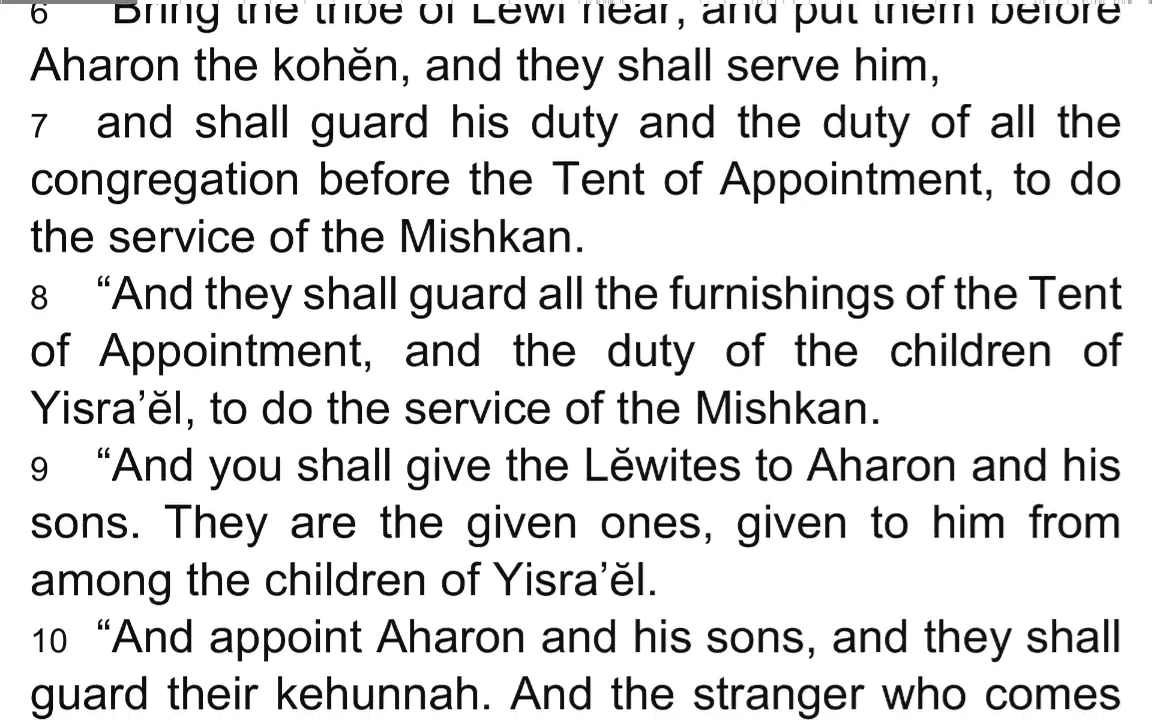 6 Bring the tribe of Lĕwi near, and put them before
Aharon the kohĕn, and they shall serve him,
7 and shall guard his duty and the duty of all the
congregation before the Tent of Appointment, to do
the service of the Mishkan.
8 “And they shall guard all the furnishings of the Tent
of Appointment, and the duty of the children of
Yisra’ĕl, to do the service of the Mishkan.
9 “And you shall give the Lĕwites to Aharon and his
sons. They are the given ones, given to him from
among the children of Yisra’ĕl.
10 “And appoint Aharon and his sons, and they shall
guard their kehunnah. And the stranger who comes